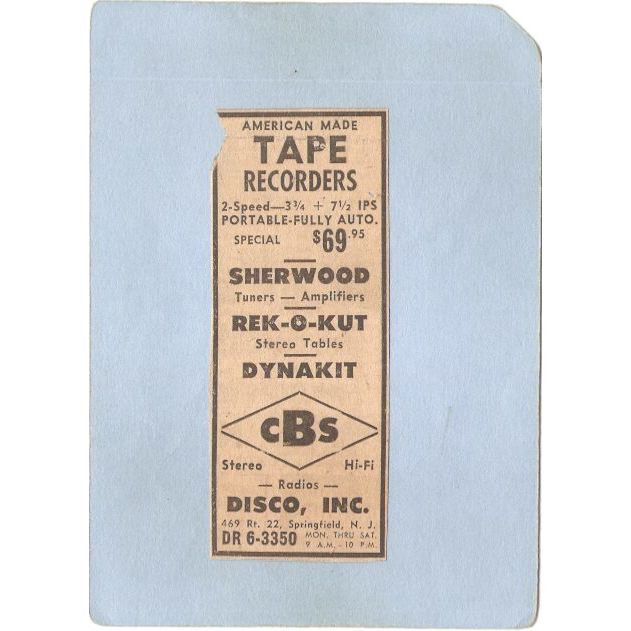 AMERICAN MADE
TAPE
RECORDERS
2-Speed—3¾ + 7½ IPS
PORTABLE-FULLY AUTO.
SPECIAL $69.95
SHERWOOD
Tuners — Amplifiers
REK-O-KUT
Stereo Tables
DYNAKIT
CBS
Stereo Hi-Fi
— Radios —
DISCO, INC.
469 Rt. 22, Springfield, N. J.
DR 6-3350 MON. THRU SAT.
9 A.M.-10 P.M.